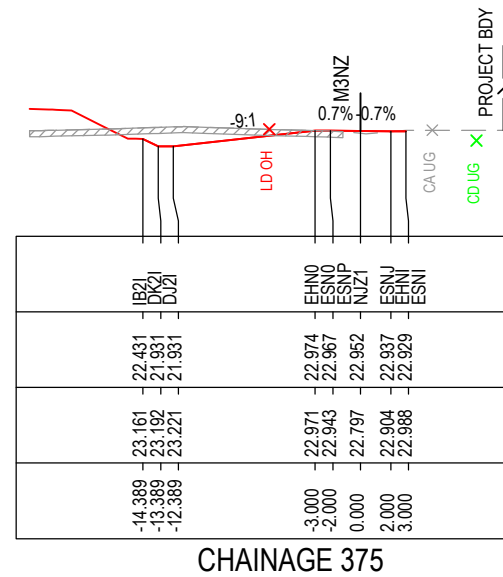 PROJECT BDY
M3NZ
-9:1
0.7%
-0.7%
LD OH
CA UG
CD UG
IB2I
DK2I
DJ2I
EHN0
ESN0
ESNP
NJZ1
ESNJ
EHNI
ESNI
22.431
21.931
21.931
22.974
22.967
22.952
22.937
22.929
23.161
23.192
23.221
22.971
22.943
22.797
22.904
22.988
-14.389
-13.389
-12.389
-3.000
-2.000
0.000
2.000
3.000
CHAINAGE 375